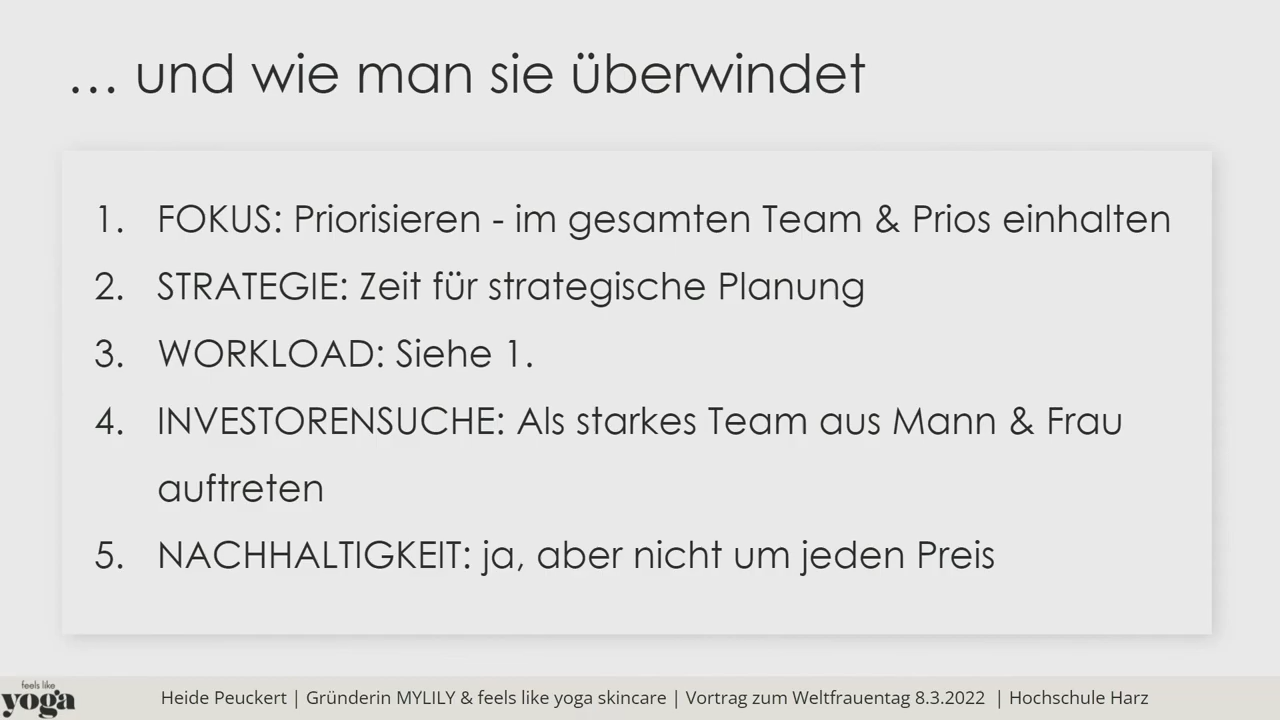 … und wie man sie überwindet
1. FOKUS: Priorisieren - im gesamten Team & Prios einhalten
2. STRATEGIE: Zeit für strategische Planung
3. WORKLOAD: Siehe 1.
4. INVESTORENSUCHE: Als starkes Team aus Mann & Frau
auftreten
5. NACHHALTIGKEIT: ja, aber nicht um jeden Preis
feels like
yoga
Heide Peuckert | Gründerin MYLILY & feels like yoga skincare | Vortrag zum Weltfrauentag 8.3.2022 | Hochschule Harz